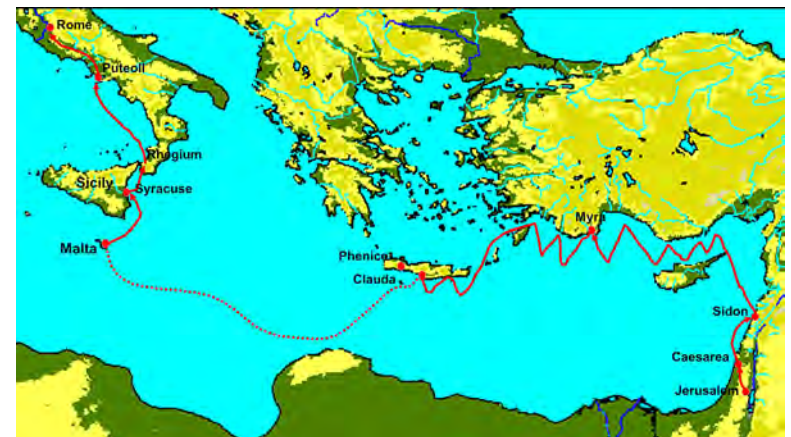 Rome
Puteoli
Rhegium
Sicily
Syracuse
Malta
Phenice
Clauda
Myra
Sidon
Caesarea
Jerusalem